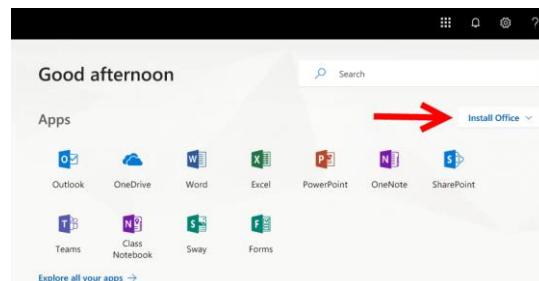 ?
Good afternoon
Search
Apps
Install Office
Outlook
OneDrive
Word
Excel
PowerPoint
OneNote
SharePoint
Teams
Class
Notebook
Sway
Forms
Explore all your apps →